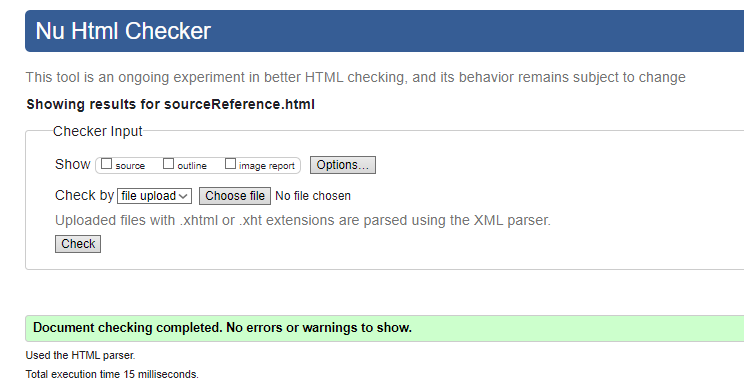 Nu Html Checker
This tool is an ongoing experiment in better HTML checking, and its behavior remains subject to change
Showing results for sourceReference.html
Checker Input
Show source outline image report Options...
Check by file upload Choose file No file chosen
Uploaded files with .xhtml or .xht extensions are parsed using the XML parser.
Check
Document checking completed. No errors or warnings to show.
Used the HTML parser.
Total execution time 15 milliseconds.